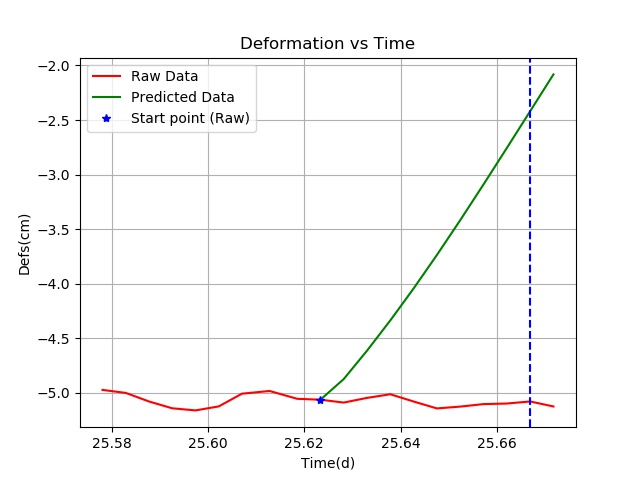 Deformation vs Time
Raw Data
Predicted Data
Start point (Raw)
−2.0
−2.5
−3.0
−3.5
−4.0
−4.5
−5.0
Defs(cm)
25.58 25.60 25.62 25.64 25.66
Time(d)